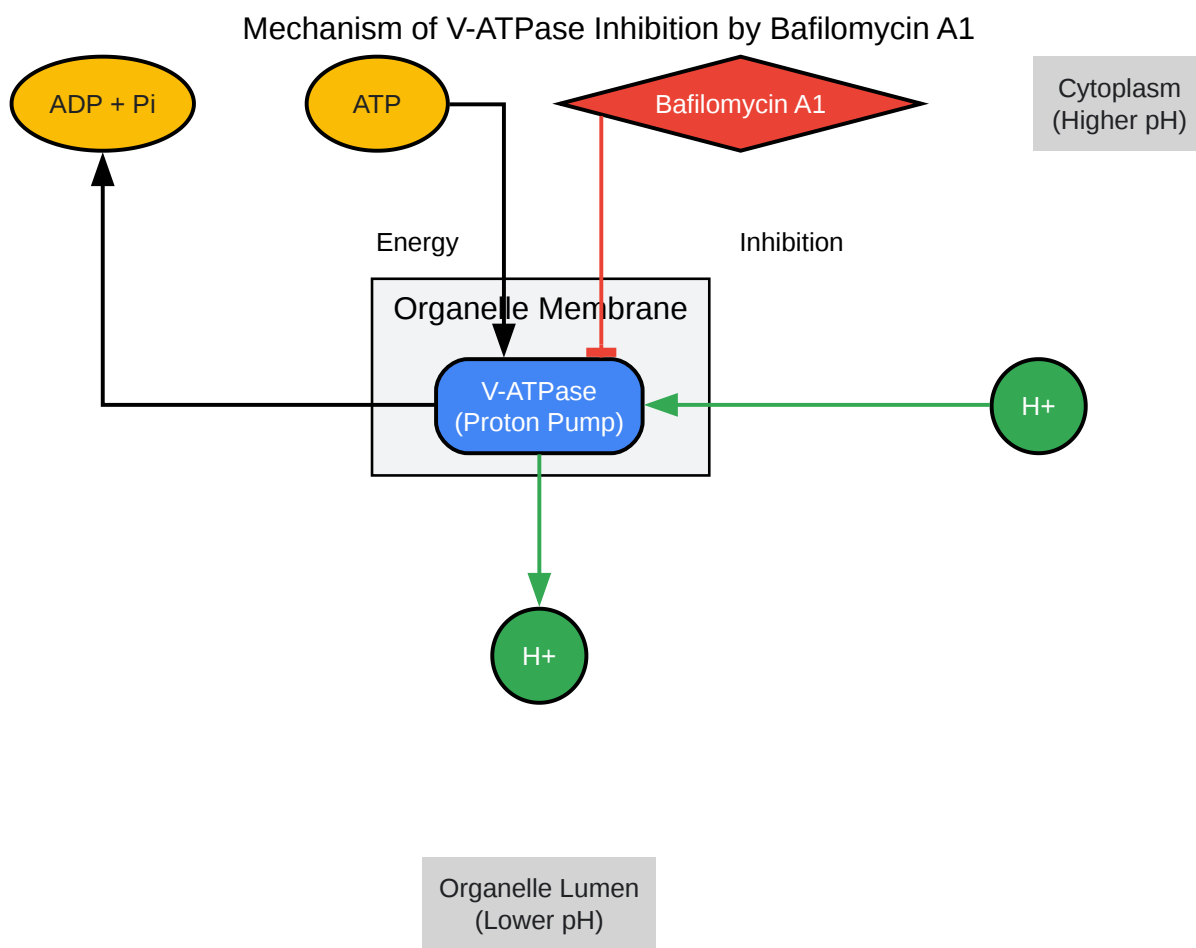 Mechanism of V-ATPase Inhibition by Bafilomycin A1
ADP + Pi
ATP
Bafilomycin A1
Cytoplasm
(Higher pH)
Energy
Inhibition
Organelle Membrane
V-ATPase
(Proton Pump)
H+
H+
Organelle Lumen
(Lower pH)